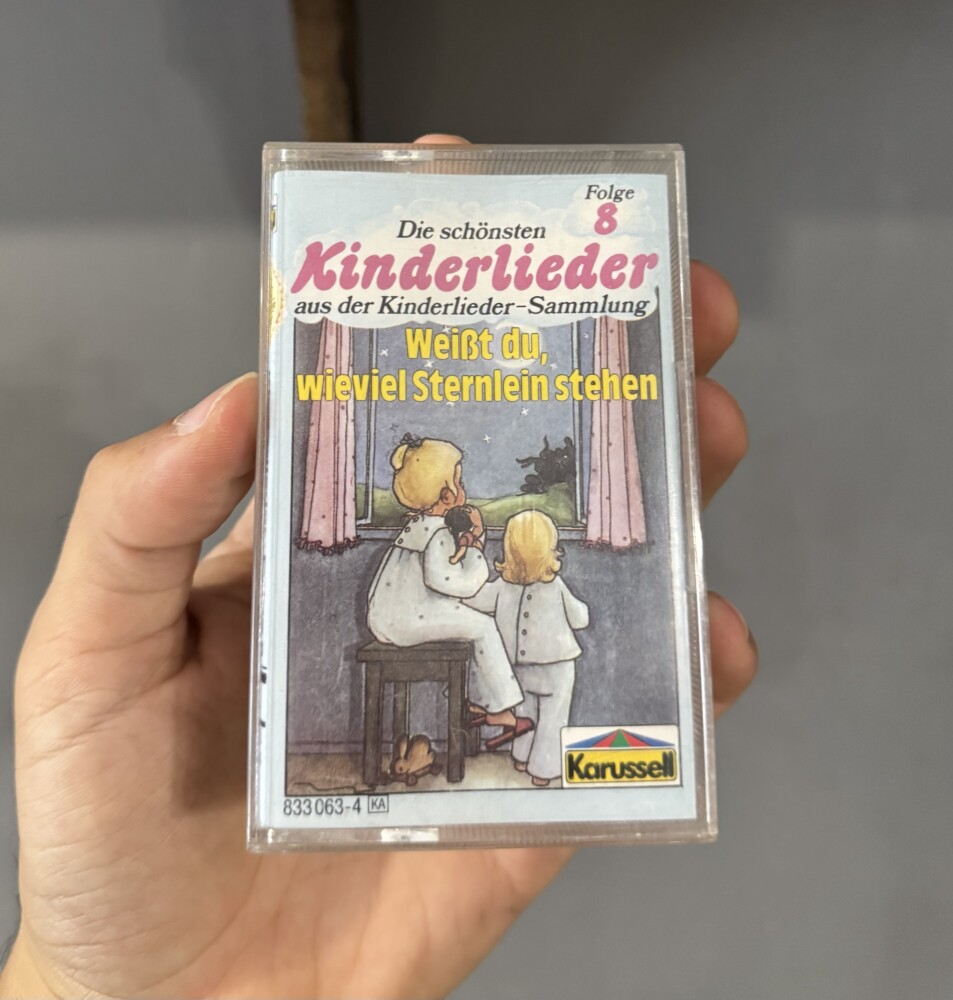 Folge
8
Die schönsten
Kinderlieder
aus der Kinderlieder-Sammlung
Weißt du,
wieviel Sternlein stehen
Karussell
833 063-4 KA